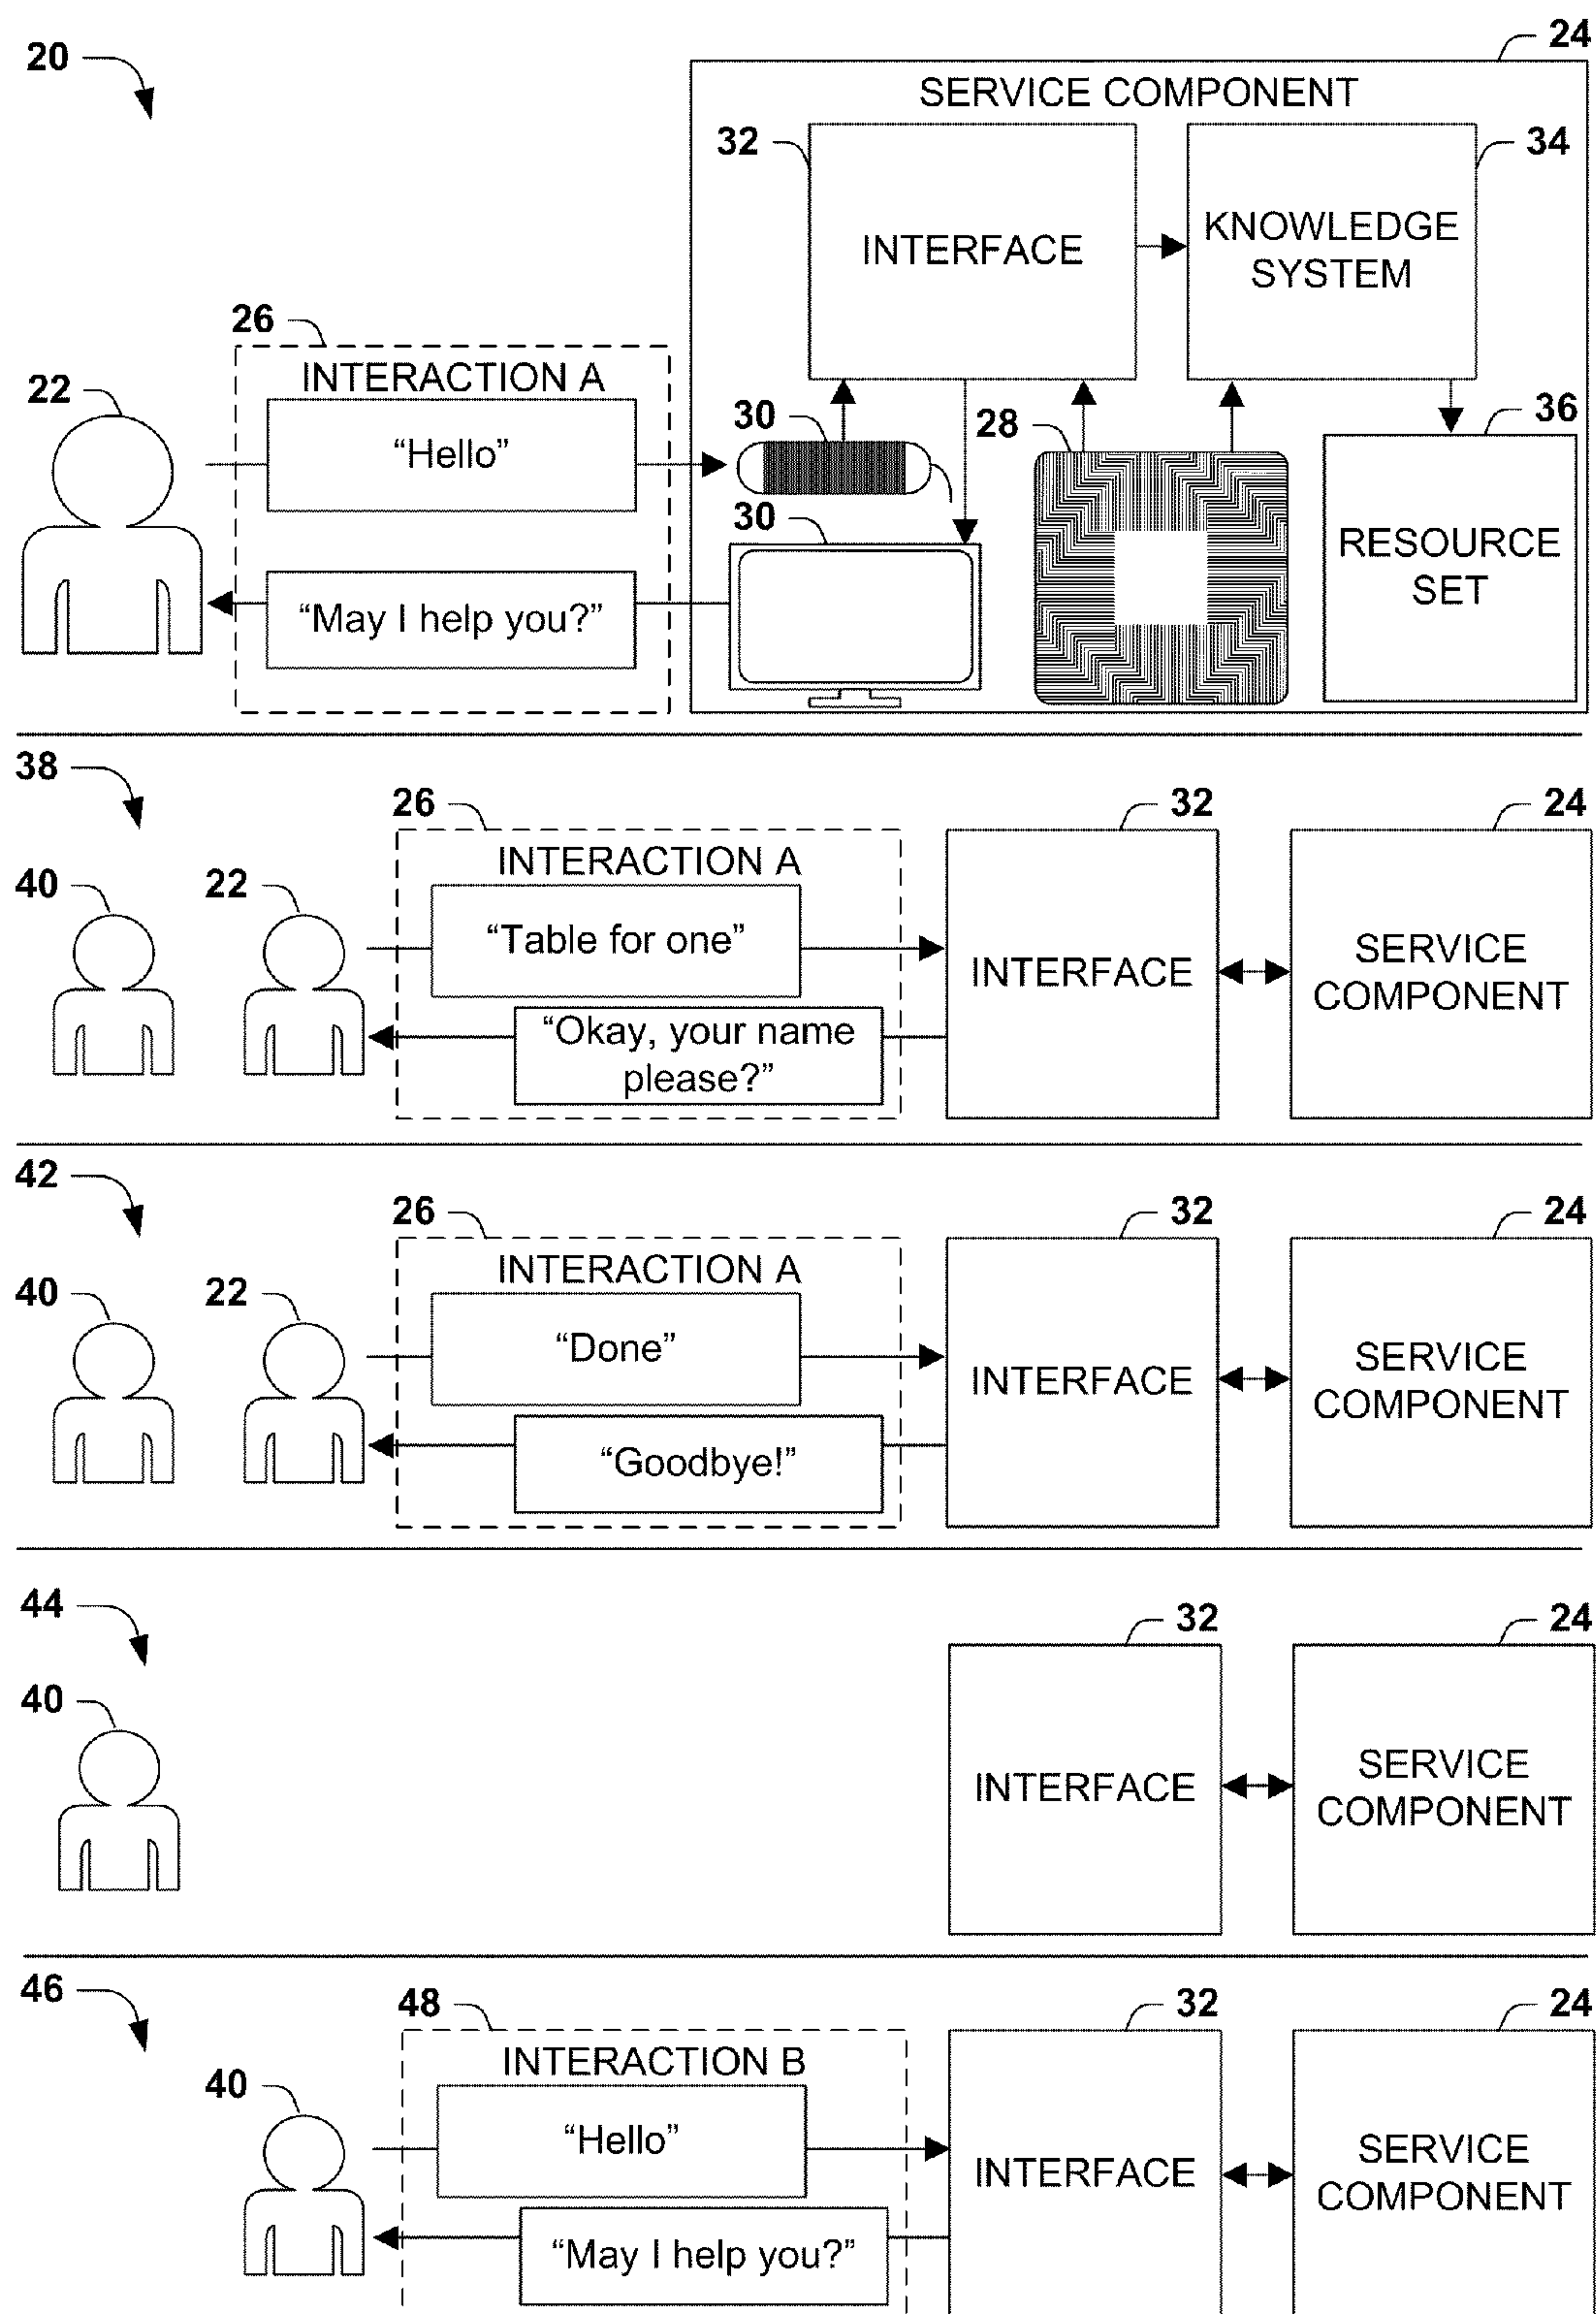 20
24
SERVICE COMPONENT
32
34
INTERFACE
KNOWLEDGE
SYSTEM
26
INTERACTION A
22
“Hello”
30
28
36
30
RESOURCE
SET
“May I help you?”
38
26
32
24
INTERACTION A
40
22
“Table for one”
INTERFACE
SERVICE
COMPONENT
“Okay, your name
please?”
42
26
32
24
INTERACTION A
40
22
“Done”
INTERFACE
SERVICE
COMPONENT
“Goodbye!”
44
32
24
40
INTERFACE
SERVICE
COMPONENT
46
48
32
24
INTERACTION B
40
“Hello”
INTERFACE
SERVICE
COMPONENT
“May I help you?”